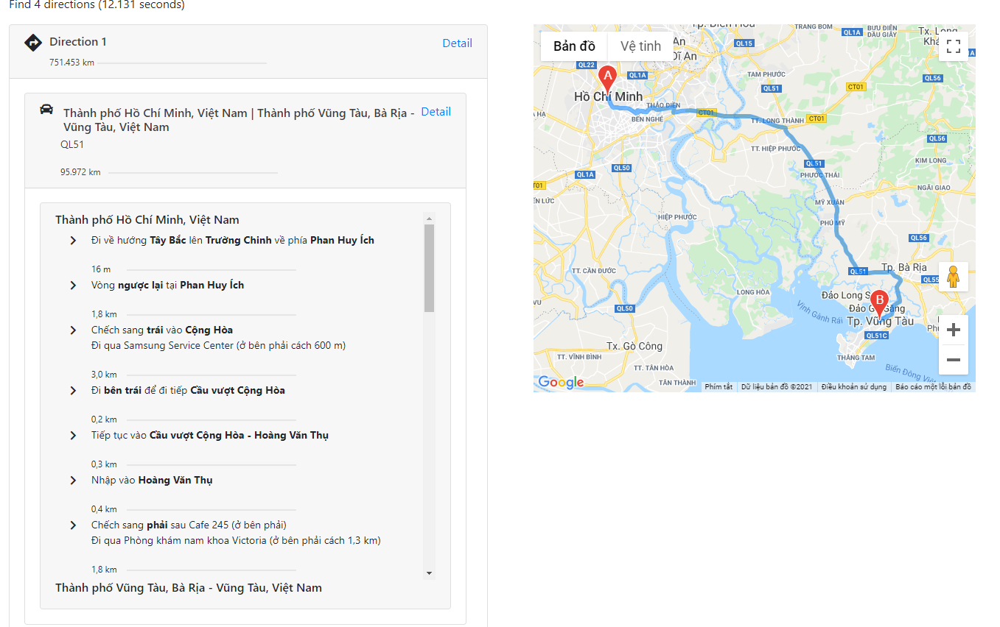 Find 4 directions (12.131 seconds)
Direction 1
Detail
751.453 km
Thành phố Hồ Chí Minh, Việt Nam | Thành phố Vũng Tàu, Bà Rịa -
Vũng Tàu, Việt Nam
Detail
QL51
95.972 km
Thành phố Hồ Chí Minh, Việt Nam
Đi về hướng Tây Bắc lên Trường Chinh về phía Phan Huy Ích
16 m
Vòng ngược lại tại Phan Huy Ích
1,8 km
Chếch sang trái vào Cộng Hòa
Đi qua Samsung Service Center (ở bên phải cách 600 m)
3,0 km
Đi bên trái để đi tiếp Cầu vượt Cộng Hòa
0,2 km
Tiếp tục vào Cầu vượt Cộng Hòa - Hoàng Văn Thụ
0,3 km
Nhập vào Hoàng Văn Thụ
0,4 km
Chếch sang phải sau Cafe 245 (ở bên phải)
Đi qua Phòng khám nam khoa Victoria (ở bên phải cách 1,3 km)
1,8 km
Thành phố Vũng Tàu, Bà Rịa - Vũng Tàu, Việt Nam
TRANG BOM
QL1A
BƯU ĐIỆN
DẦU GIÂY
Tx. Long
Bản đồ
Vệ tinh
An
Dĩ An
QL15
QL22
A
QL1A
TAM PHƯỚC
QL51
CT01
QL56
Hồ Chí Minh
THẢO ĐIỀN
BẾN NGHÉ
CT01
TT. LONG THÀNH
CT01
QL56
TT. HIỆP PHƯỚC
QL1A
QL50
QL51
PHƯỚC THÁI
KIM LONG
NGÃI GIAO
MỸ XUÂN
HIỆP PHƯỚC
PHÚ MỸ
QL56
TT. CẦN ĐƯỚC
QL51
Tp. Bà Rịa
QL55
LONG HÒA
Đảo Long S
B
Đảo Gò Găng
QL50
Vịnh Gành Rái
Tp. Vũng Tàu
QL51C
Tx. Gò Công
TT. VĨNH BÌNH
THẮNG TAM
TT. TÂN HÒA
Biển Đông Việt
TÂN THÀNH
Google
Phím tắt
Dữ liệu bản đồ ©2021
Điều khoản sử dụng
Báo cáo một lỗi bản đồ